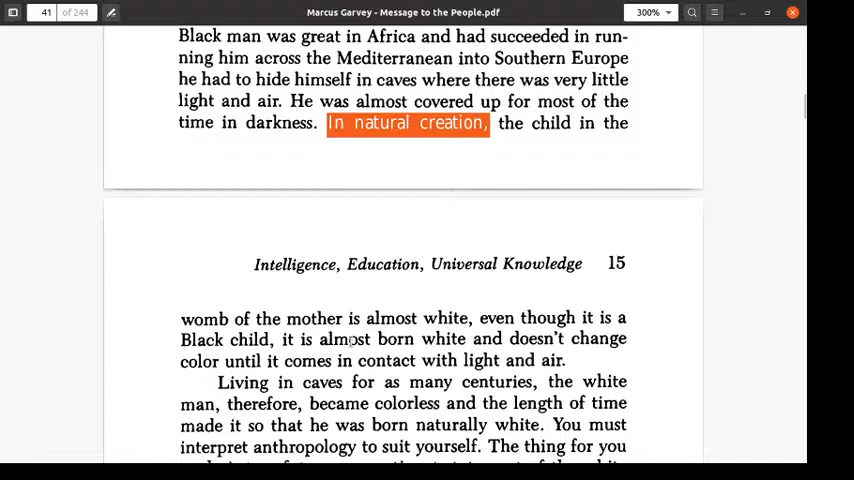 41 of 244
Marcus Garvey - Message to the People.pdf
300%
Black man was great in Africa and had succeeded in run-
ning him across the Mediterranean into Southern Europe
he had to hide himself in caves where there was very little
light and air. He was almost covered up for most of the
time in darkness. In natural creation, the child in the
Intelligence, Education, Universal Knowledge 15
womb of the mother is almost white, even though it is a
Black child, it is almost born white and doesn't change
color until it comes in contact with light and air.
Living in caves for as many centuries, the white
man, therefore, became colorless and the length of time
made it so that he was born naturally white. You must
interpret anthropology to suit yourself. The thing for you